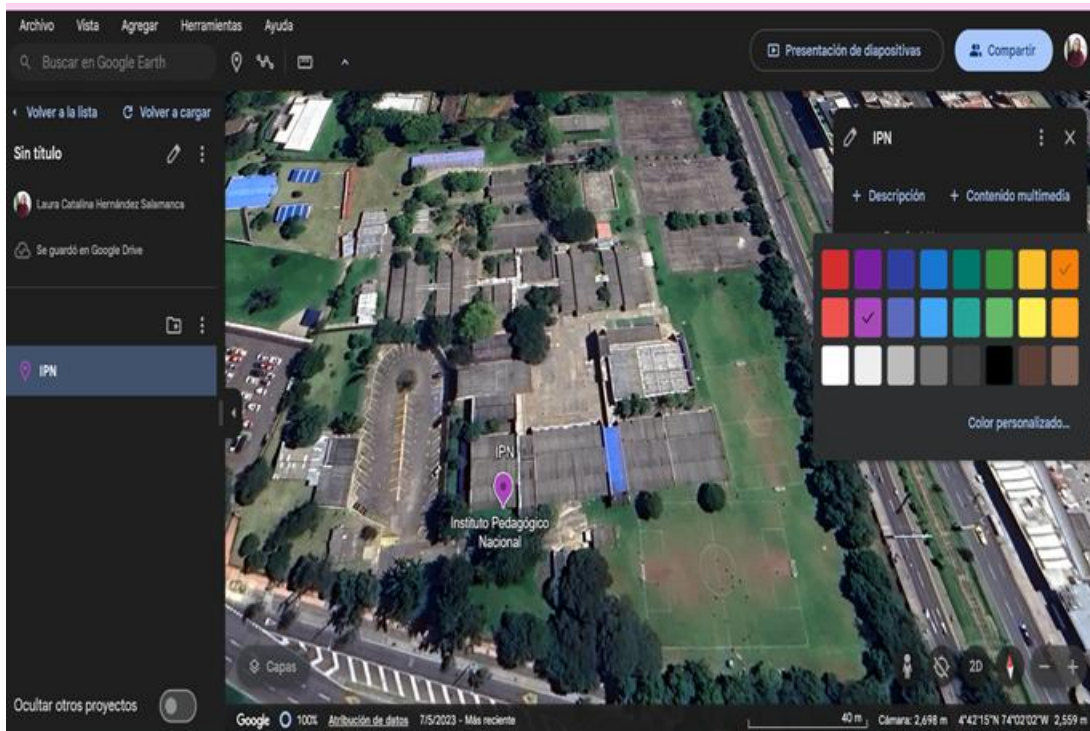 Archivo Vista Agregar Herramientas Ayuda
Buscar en Google Earth
Presentación de diapositivas
Compartir
Volver a la lista Volver a cargar
Sin título
Laura Catalina Hernández Salamanca
Se guardó en Google Drive
IPN
IPN
+ Descripción + Contenido multimedia
Color personalizado...
IPN
Instituto Pedagógico
Nacional
Capas
2D
Ocultar otros proyectos
Google 100% Atribución de datos 7/5/2023 - Más reciente
40 m Cámara: 2,698 m 4°42'15"N 74°02'02"W 2,559 m